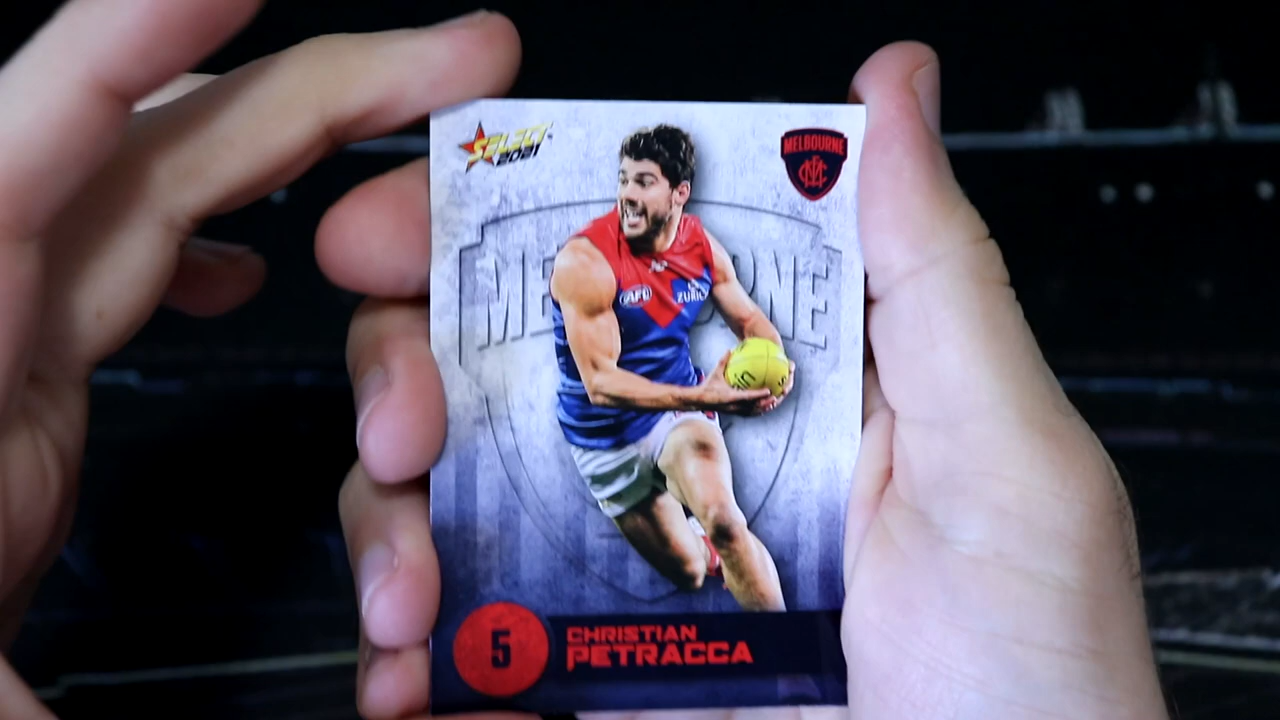 SELECT
2021
MELBOURNE
AFL
ZURICH
5
CHRISTIAN
PETRACCA